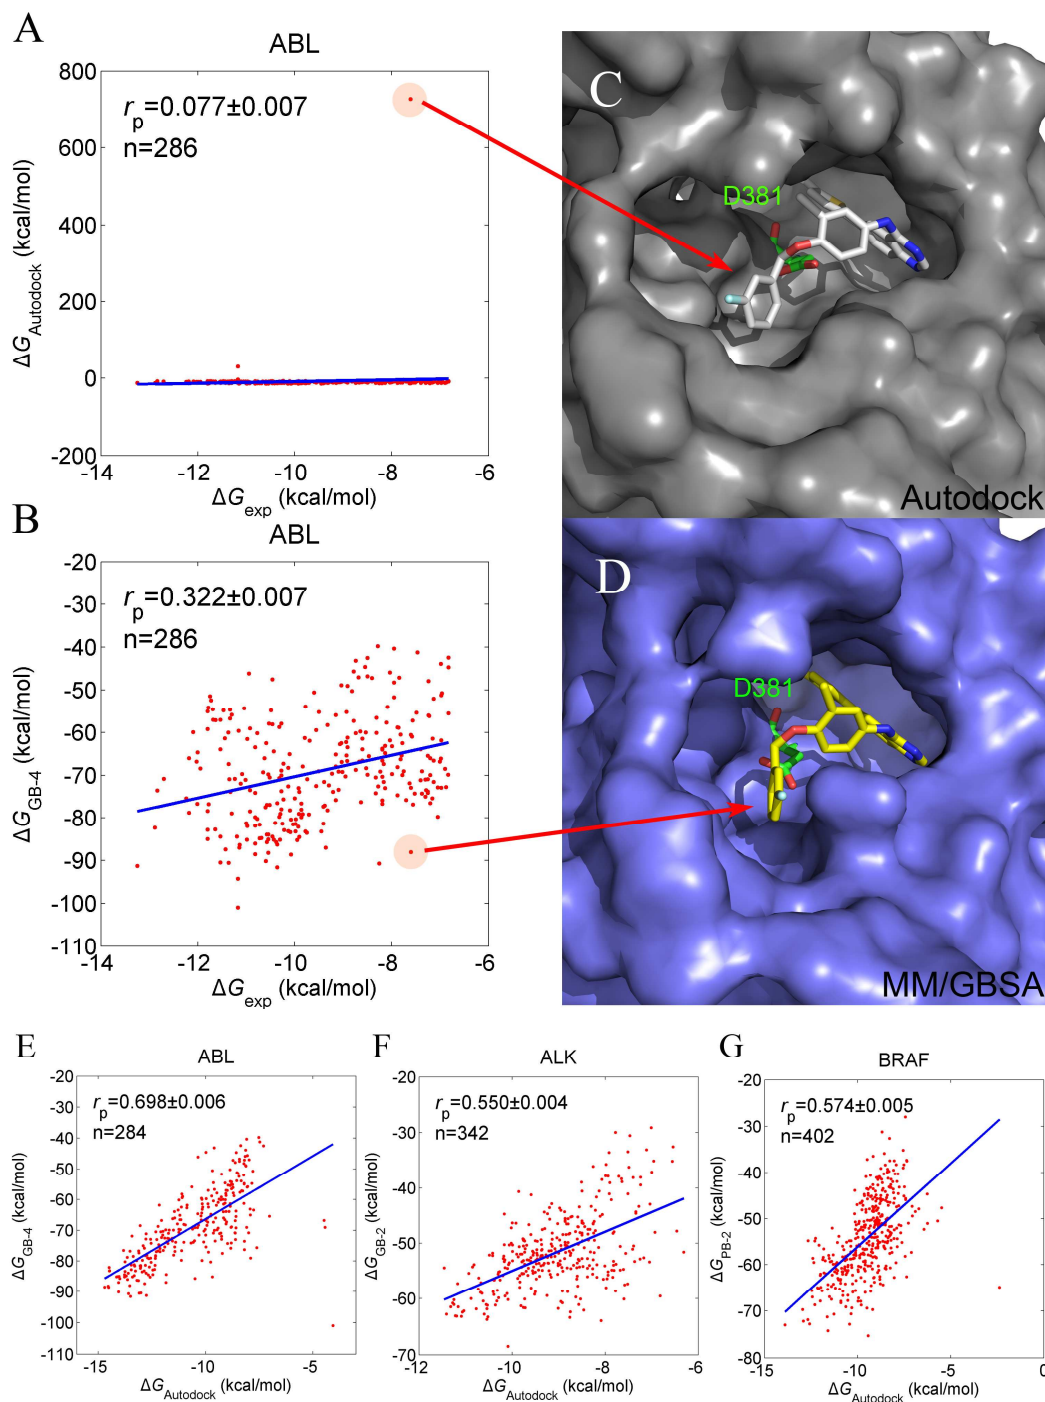 A
ABL
r_p=0.077±0.007
n=286
800
600
400
200
0
-200
-14
-12
-10
-8
-6
ΔG_Autodock (kcal/mol)
ΔG_exp (kcal/mol)
C
D381
Autodock
B
ABL
r_p=0.322±0.007
n=286
-20
-30
-40
-50
-60
-70
-80
-90
-100
-110
-14
-12
-10
-8
-6
ΔG_GB-4 (kcal/mol)
ΔG_exp (kcal/mol)
D
D381
MM/GBSA
E
ABL
r_p=0.698±0.006
n=284
-20
-30
-40
-50
-60
-70
-80
-90
-100
-110
-15
-10
-5
ΔG_GB-4 (kcal/mol)
ΔG_Autodock (kcal/mol)
F
ALK
r_p=0.550±0.004
n=342
-20
-30
-40
-50
-60
-70
-12
-10
-8
ΔG_GB-2 (kcal/mol)
ΔG_Autodock (kcal/mol)
G
BRAF
r_p=0.574±0.005
n=402
-20
-30
-40
-50
-60
-70
-80
-15
-10
-5
0
ΔG_PB-2 (kcal/mol)
ΔG_Autodock (kcal/mol)